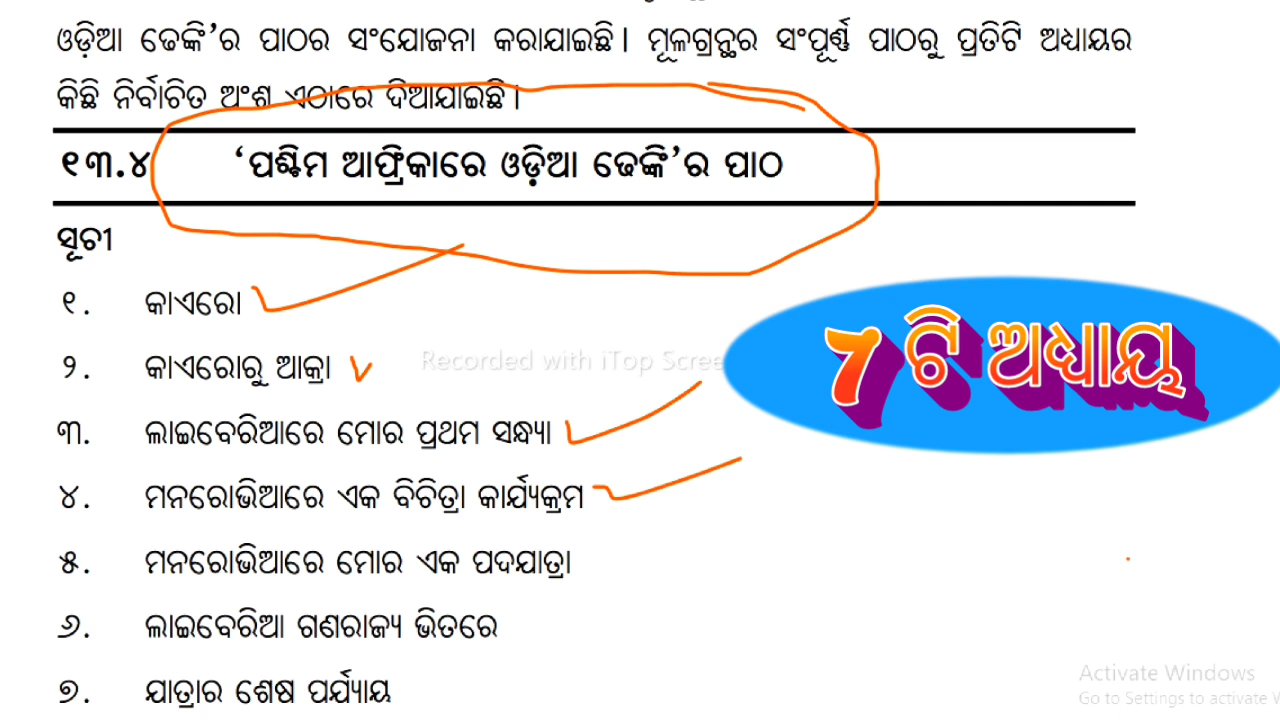 ଓଡ଼ିଆ ଢେଙ୍କି’ର ପାଠର ସଂଯୋଜନା କରାଯାଇଛି। ମୂଳଗ୍ରନ୍ଥର ସଂପୂର୍ଣ୍ଣ ପାଠରୁ ପ୍ରତିଟି ଅଧ୍ୟାୟର
କିଛି ନିର୍ବାଚିତ ଅଂଶ ଏଠାରେ ଦିଆଯାଇଛି।
୧୩.୪ ‘ପଶ୍ଚିମ ଆଫ୍ରିକାରେ ଓଡ଼ିଆ ଢେଙ୍କି’ର ପାଠ
ସୂଚୀ
୧. କାଏରୋ
୨. କାଏରୋରୁ ଆକ୍ରା
Recorded with iTop Scree
7 ଟି ଅଧ୍ୟାୟ
୩. ଲାଇବେରିଆରେ ମୋର ପ୍ରଥମ ସନ୍ଧ୍ୟା
୪. ମନରୋଭିଆରେ ଏକ ବିଚିତ୍ରା କାର୍ଯ୍ୟକ୍ରମ
୫. ମନରୋଭିଆରେ ମୋର ଏକ ପଦଯାତ୍ରା
୬. ଲାଇବେରିଆ ଗଣରାଜ୍ୟ ଭିତରେ
୭. ଯାତ୍ରାର ଶେଷ ପର୍ଯ୍ୟାୟ
Activate Windows
Go to Settings to activate W